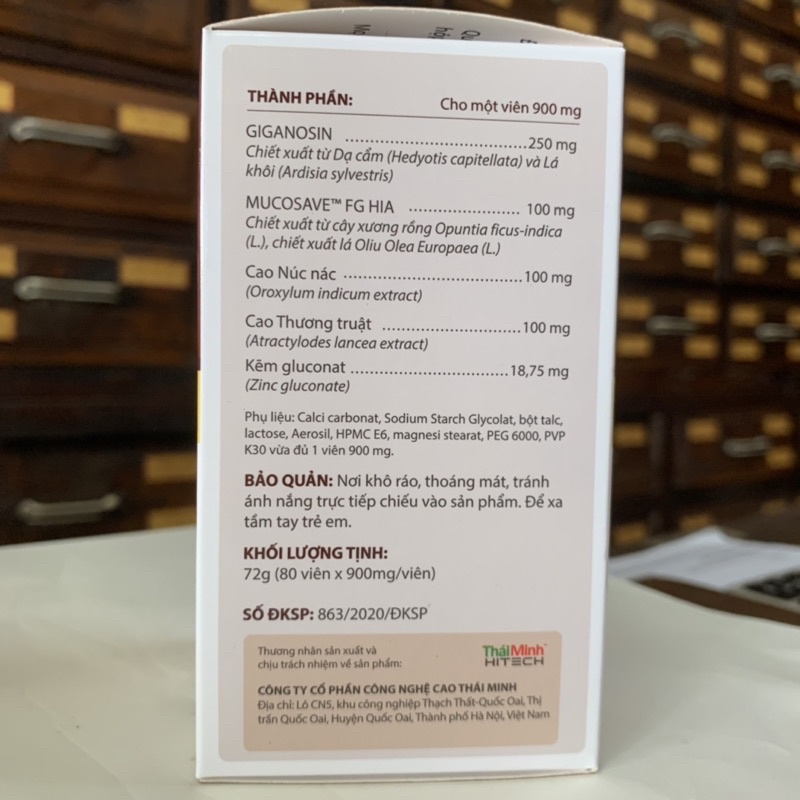 THÀNH PHẦN: Cho một viên 900 mg
GIGANOSIN ..............................250 mg
Chiết xuất từ Dạ cẩm (Hedyotis capitellata) và Lá
khôi (Ardisia sylvestris)
MUCOSAVE™ FG HIA .................... 100 mg
Chiết xuất từ cây xương rồng Opuntia ficus-indica
(L.), chiết xuất lá Oliu Olea Europaea (L.)
Cao Núc nác ................................100 mg
(Oroxylum indicum extract)
Cao Thương truật .........................100 mg
(Atractylodes lancea extract)
Kẽm gluconat ............................18,75 mg
(Zinc gluconate)
Phụ liệu: Calci carbonat, Sodium Starch Glycolat, bột talc,
lactose, Aerosil, HPMC E6, magnesi stearat, PEG 6000, PVP
K30 vừa đủ 1 viên 900 mg.
BẢO QUẢN: Nơi khô ráo, thoáng mát, tránh
ánh nắng trực tiếp chiếu vào sản phẩm. Để xa
tầm tay trẻ em.
KHỐI LƯỢNG TỊNH:
72g (80 viên x 900mg/viên)
SỐ ĐKSP: 863/2020/ĐKSP
Thương nhân sản xuất và
chịu trách nhiệm về sản phẩm:
TháiMinh
HITECH
CÔNG TY CỔ PHẦN CÔNG NGHỆ CAO THÁI MINH
Địa chỉ: Lô CN5, khu công nghiệp Thạch Thất-Quốc Oai, Thị
trấn Quốc Oai, Huyện Quốc Oai, Thành phố Hà Nội, Việt Nam